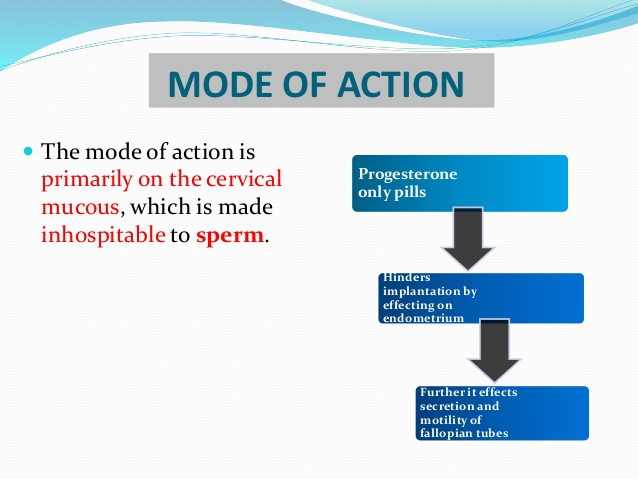 MODE OF ACTION
The mode of action is
primarily on the cervical
mucous, which is made
inhospitable to sperm.
Progesterone
only pills
Hinders
implantation by
effecting on
endometrium
Further it effects
secretion and
motility of
fallopian tubes